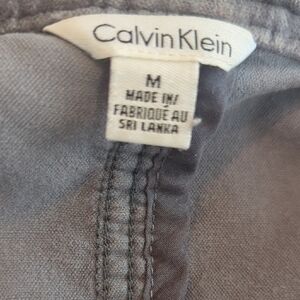 Calvin Klein
M
MADE IN/
FABRIQUÉ AU
SRI LANKA